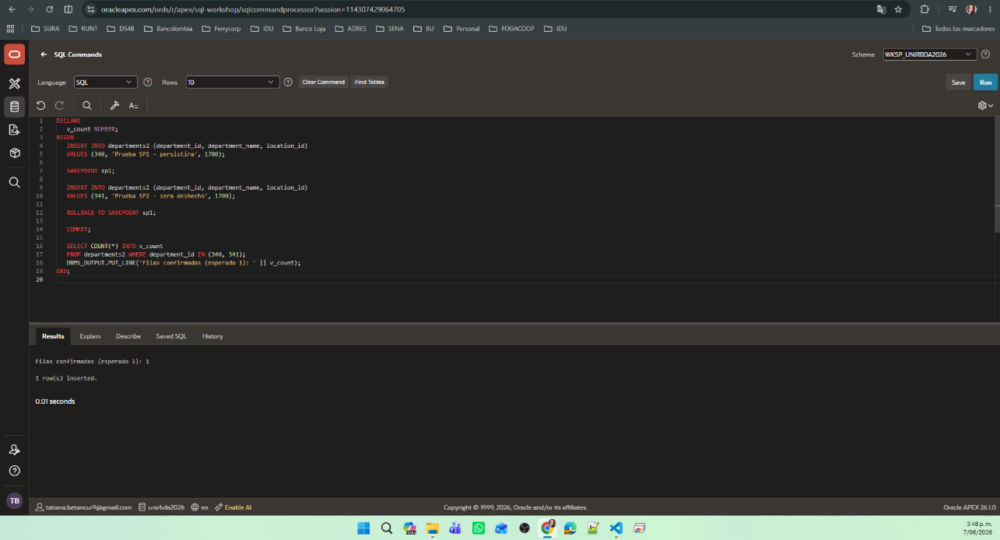 oracleapex.com/ords/r/apex/sql-workshop/sqlcommandprocessor?session=114307429064705
SURA RUNT DS4B Bancolombia Ferrycorp IDU Banco Loja ADRES SENA BU Personal FOGACOOP IDU Todos los marcadores
SQL Commands Schema WKSP_UNIRBDA2026
Language SQL Rows 10 Clear Command Find Tables Save Run
1 DECLARE
2 v_count NUMBER;
3 BEGIN
4 INSERT INTO departments2 (department_id, department_name, location_id)
5 VALUES (340, 'Prueba SP1 - persistira', 1700);
6
7 SAVEPOINT sp1;
8
9 INSERT INTO departments2 (department_id, department_name, location_id)
10 VALUES (341, 'Prueba SP2 - sera deshecho', 1700);
11
12 ROLLBACK TO SAVEPOINT sp1;
13
14 COMMIT;
15
16 SELECT COUNT(*) INTO v_count
17 FROM departments2 WHERE department_id IN (340, 341);
18 DBMS_OUTPUT.PUT_LINE('Filas confirmadas (esperado 1): ' || v_count);
19 END;
20
Results Explain Describe Saved SQL History
Filas confirmadas (esperado 1): 1
1 row(s) inserted.
0.01 seconds
TB
tatiana.betancur9@gmail.com unirbda2026 en Enable AI Copyright © 1999, 2026, Oracle and/or its affiliates. Oracle APEX 26.1.0
3:48 p. m.
7/06/2026